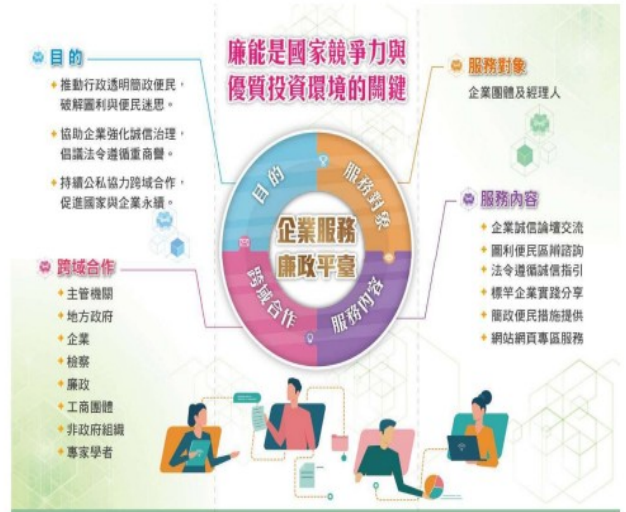 廉能是國家競爭力與
優質投資環境的關鍵
目的
推動行政透明簡政便民，
破解圖利與便民迷思。
協助企業強化誠信治理，
倡議法令遵循重商譽。
持續公私協力跨域合作，
促進國家與企業永續。
服務對象
企業團體及經理人
目的
服務對象
企業服務
廉政平臺
跨域合作
服務內容
服務內容
企業誠信論壇交流
圖利便民區辨諮詢
法令遵循誠信指引
標竿企業實踐分享
簡政便民措施提供
網站網頁專區服務
跨域合作
主管機關
地方政府
企業
檢察
廉政
工商團體
非政府組織
專家學者